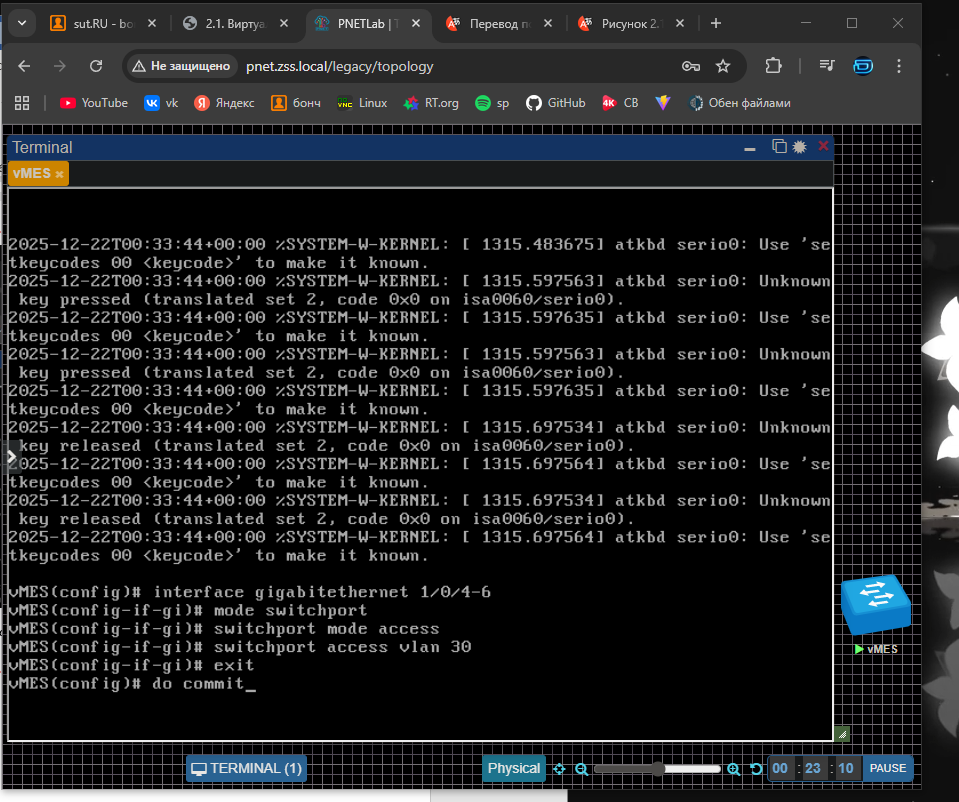 sut.RU - bo
2.1. Виртуа
PNETLab | T
Перевод п
Рисунок 2.
Не защищено
pnet.zss.local/legacy/topology
YouTube
vk
Яндекс
бонч
Linux
RT.org
sp
GitHub
СВ
Обен файлами
Terminal
vMES ×
2025-12-22T00:33:44+00:00 %SYSTEM-W-KERNEL: [ 1315.483675] atkbd serio0: Use 'se
tkeycodes 00 <keycode>' to make it known.
2025-12-22T00:33:44+00:00 %SYSTEM-W-KERNEL: [ 1315.597563] atkbd serio0: Unknown
key pressed (translated set 2, code 0x0 on isa0060/serio0).
2025-12-22T00:33:44+00:00 %SYSTEM-W-KERNEL: [ 1315.597635] atkbd serio0: Use 'se
tkeycodes 00 <keycode>' to make it known.
2025-12-22T00:33:44+00:00 %SYSTEM-W-KERNEL: [ 1315.597563] atkbd serio0: Unknown
key pressed (translated set 2, code 0x0 on isa0060/serio0).
2025-12-22T00:33:44+00:00 %SYSTEM-W-KERNEL: [ 1315.597635] atkbd serio0: Use 'se
tkeycodes 00 <keycode>' to make it known.
2025-12-22T00:33:44+00:00 %SYSTEM-W-KERNEL: [ 1315.697534] atkbd serio0: Unknown
key released (translated set 2, code 0x0 on isa0060/serio0).
2025-12-22T00:33:44+00:00 %SYSTEM-W-KERNEL: [ 1315.697564] atkbd serio0: Use 'se
tkeycodes 00 <keycode>' to make it known.
2025-12-22T00:33:44+00:00 %SYSTEM-W-KERNEL: [ 1315.697534] atkbd serio0: Unknown
key released (translated set 2, code 0x0 on isa0060/serio0).
2025-12-22T00:33:44+00:00 %SYSTEM-W-KERNEL: [ 1315.697564] atkbd serio0: Use 'se
tkeycodes 00 <keycode>' to make it known.
vMES(config)# interface gigabitethernet 1/0/4-6
vMES(config-if-gi)# mode switchport
vMES(config-if-gi)# switchport mode access
vMES(config-if-gi)# switchport access vlan 30
vMES(config-if-gi)# exit
vMES(config)# do commit_
vMES
TERMINAL (1)
Physical
00 : 23 : 10
PAUSE